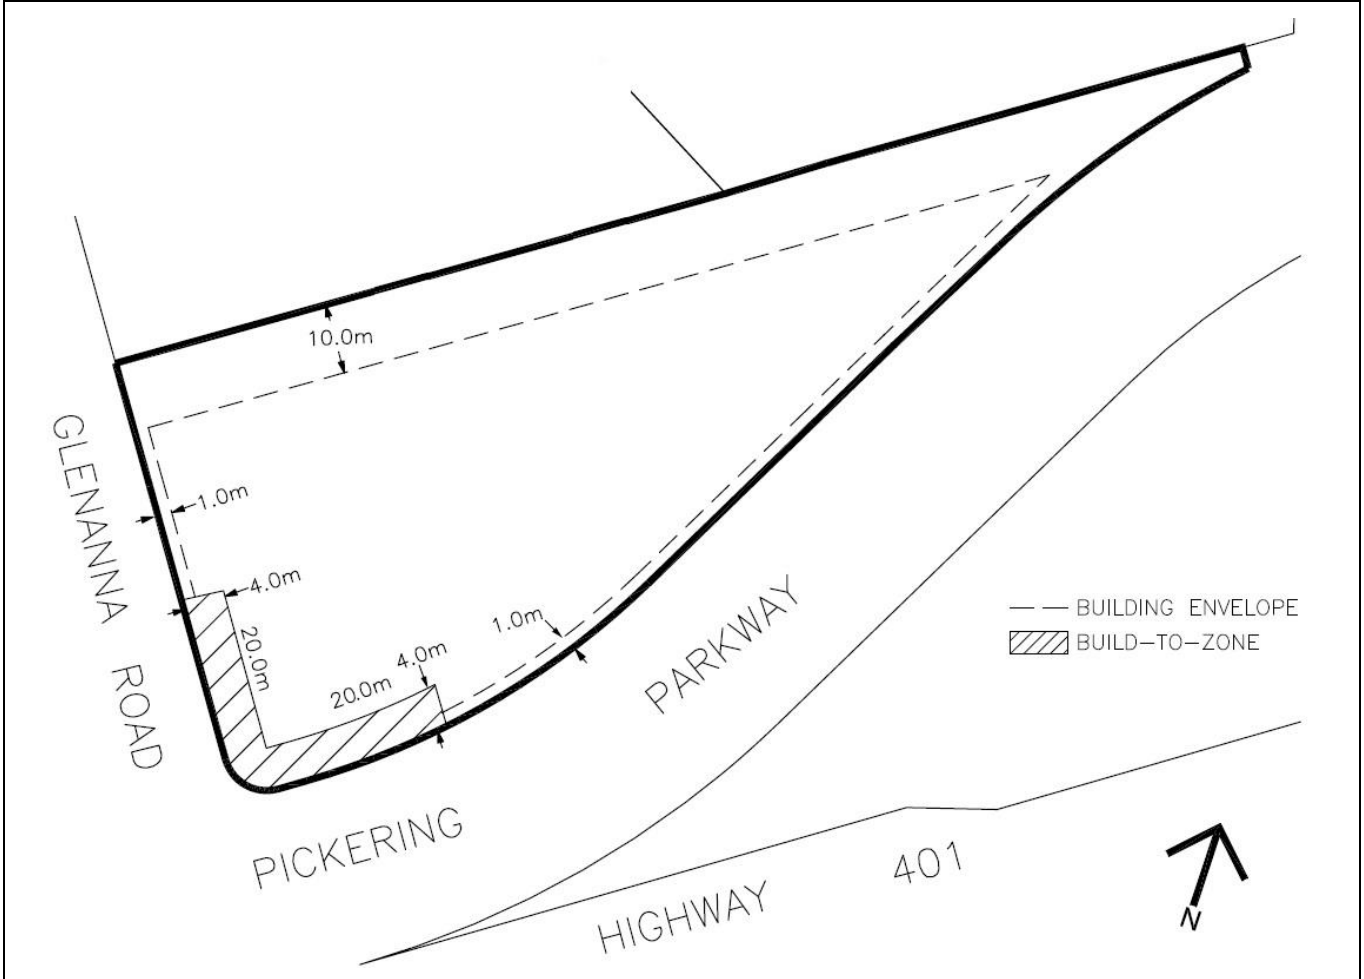 10.0m
GLENANNA ROAD
1.0m
4.0m
20.0m
20.0m
4.0m
1.0m
PICKERING PARKWAY
BUILDING ENVELOPE
BUILD-TO-ZONE
HIGHWAY 401
N